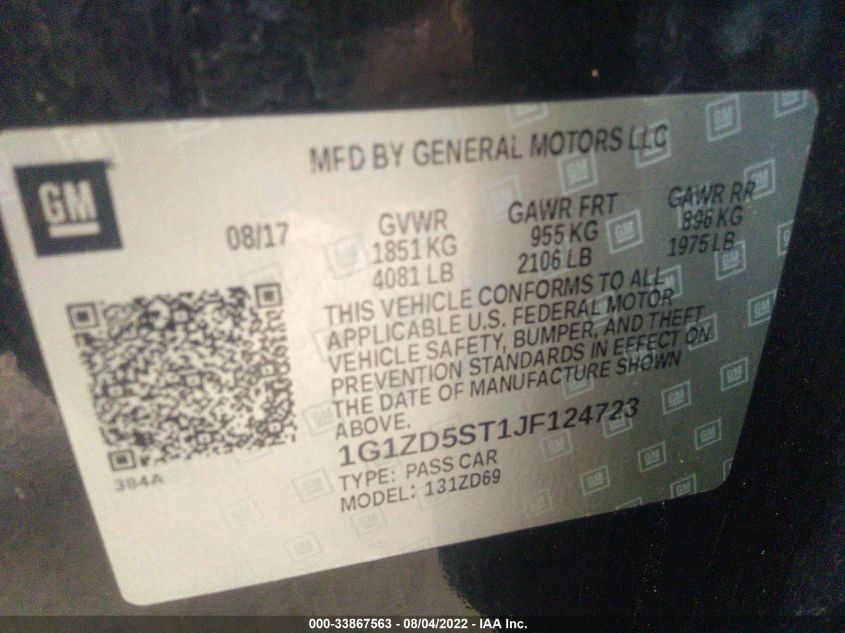 MFD BY GENERAL MOTORS LLC
GM
08/17
GVWR
1851 KG
4081 LB
GAWR FRT
955 KG
2106 LB
GAWR RR
896 KG
1975 LB
THIS VEHICLE CONFORMS TO ALL
APPLICABLE U.S. FEDERAL MOTOR
VEHICLE SAFETY, BUMPER, AND THEFT
PREVENTION STANDARDS IN EFFECT ON
THE DATE OF MANUFACTURE SHOWN
ABOVE.
1G1ZD5ST1JF124723
TYPE: PASS CAR
MODEL: 131ZD69
384A
000-33867563 - 08/04/2022 - IAA Inc.